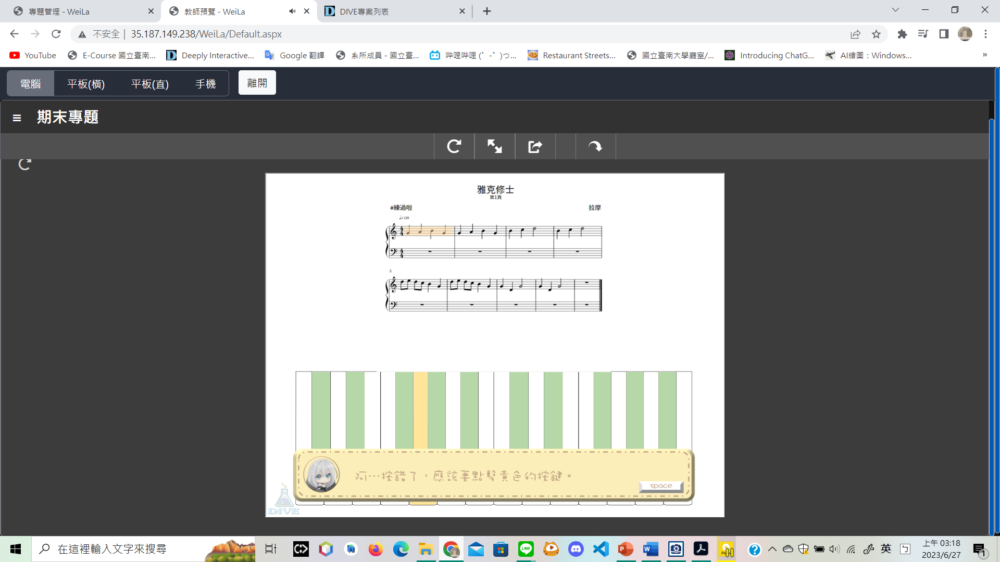 專題管理 - WeiLa
教師預覽 - WeiLa
DIVE專案列表
不安全
35.187.149.238/WeiLa/Default.aspx
YouTube
E-Course 國立臺南...
Deeply Interactive...
Google 翻譯
系所成員 - 國立臺...
哔哩哔哩 (゜-゜)つ...
Restaurant Streets...
國立臺南大學廳室/...
Introducing ChatG...
AI繪圖：Windows...
電腦
平板(橫)
平板(直)
手機
離開
期末專題
雅克修士
第1頁
#練過啦
拉摩
♩= 120
5
阿⋯按錯了，應該要點擊黃色的按鍵。
space
DiVE
在這裡輸入文字來搜尋
英
上午 03:18
2023/6/27
1